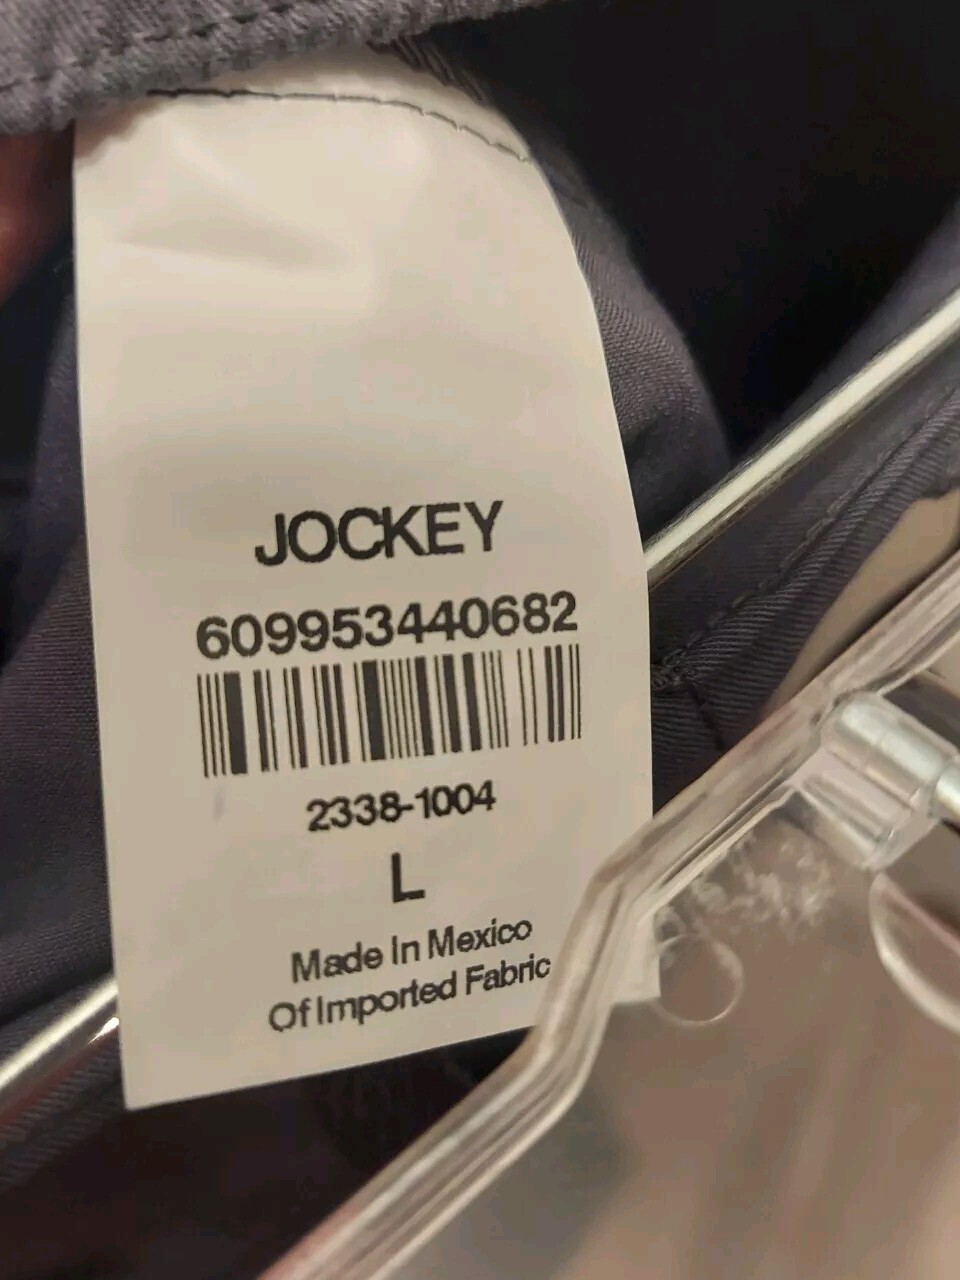 JOCKEY
609953440682
2338-1004
L
Made In Mexico
Of Imported Fabric